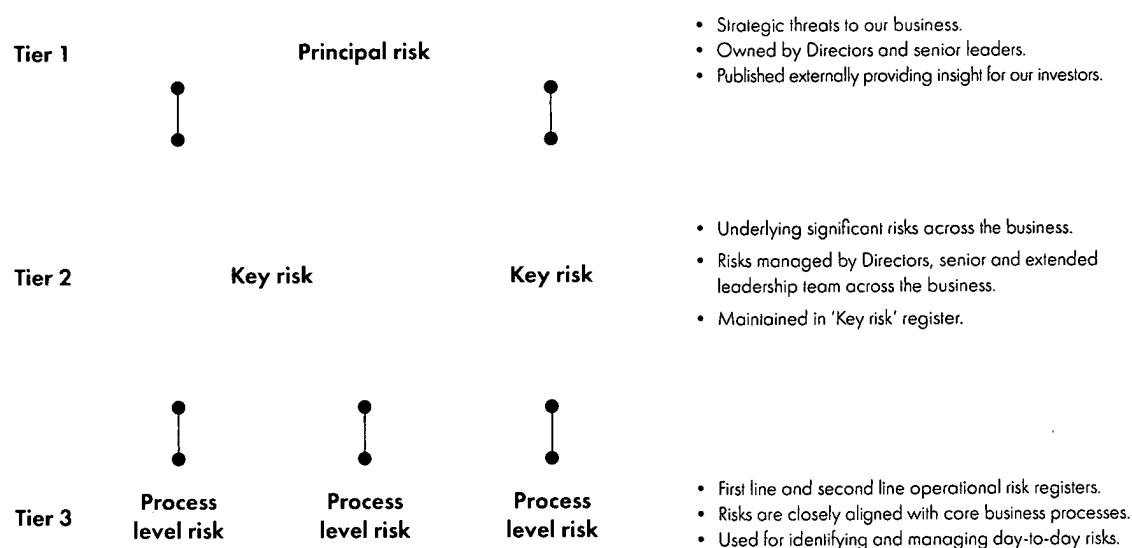 Tier 1
Principal risk
• Strategic threats to our business.
• Owned by Directors and senior leaders.
• Published externally providing insight for our investors.
Tier 2
Key risk
Key risk
• Underlying significant risks across the business.
• Risks managed by Directors, senior and extended
leadership team across the business.
• Maintained in 'Key risk' register.
Tier 3
Process
level risk
Process
level risk
Process
level risk
• First line and second line operational risk registers.
• Risks are closely aligned with core business processes.
• Used for identifying and managing day-to-day risks.